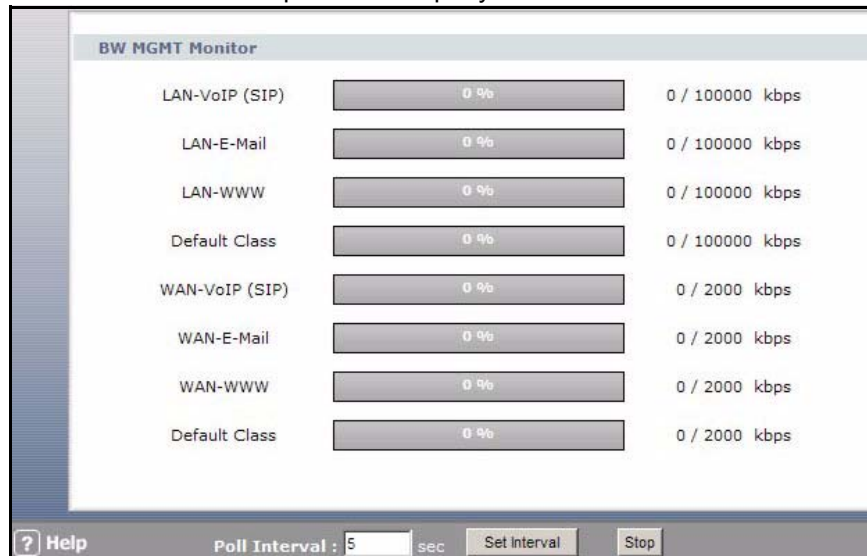 BW MGMT Monitor
LAN-VoIP (SIP) 0 % 0 / 100000 kbps
LAN-E-Mail 0 % 0 / 100000 kbps
LAN-WWW 0 % 0 / 100000 kbps
Default Class 0 % 0 / 100000 kbps
WAN-VoIP (SIP) 0 % 0 / 2000 kbps
WAN-E-Mail 0 % 0 / 2000 kbps
WAN-WWW 0 % 0 / 2000 kbps
Default Class 0 % 0 / 2000 kbps
? Help Poll Interval : 5 sec Set Interval Stop